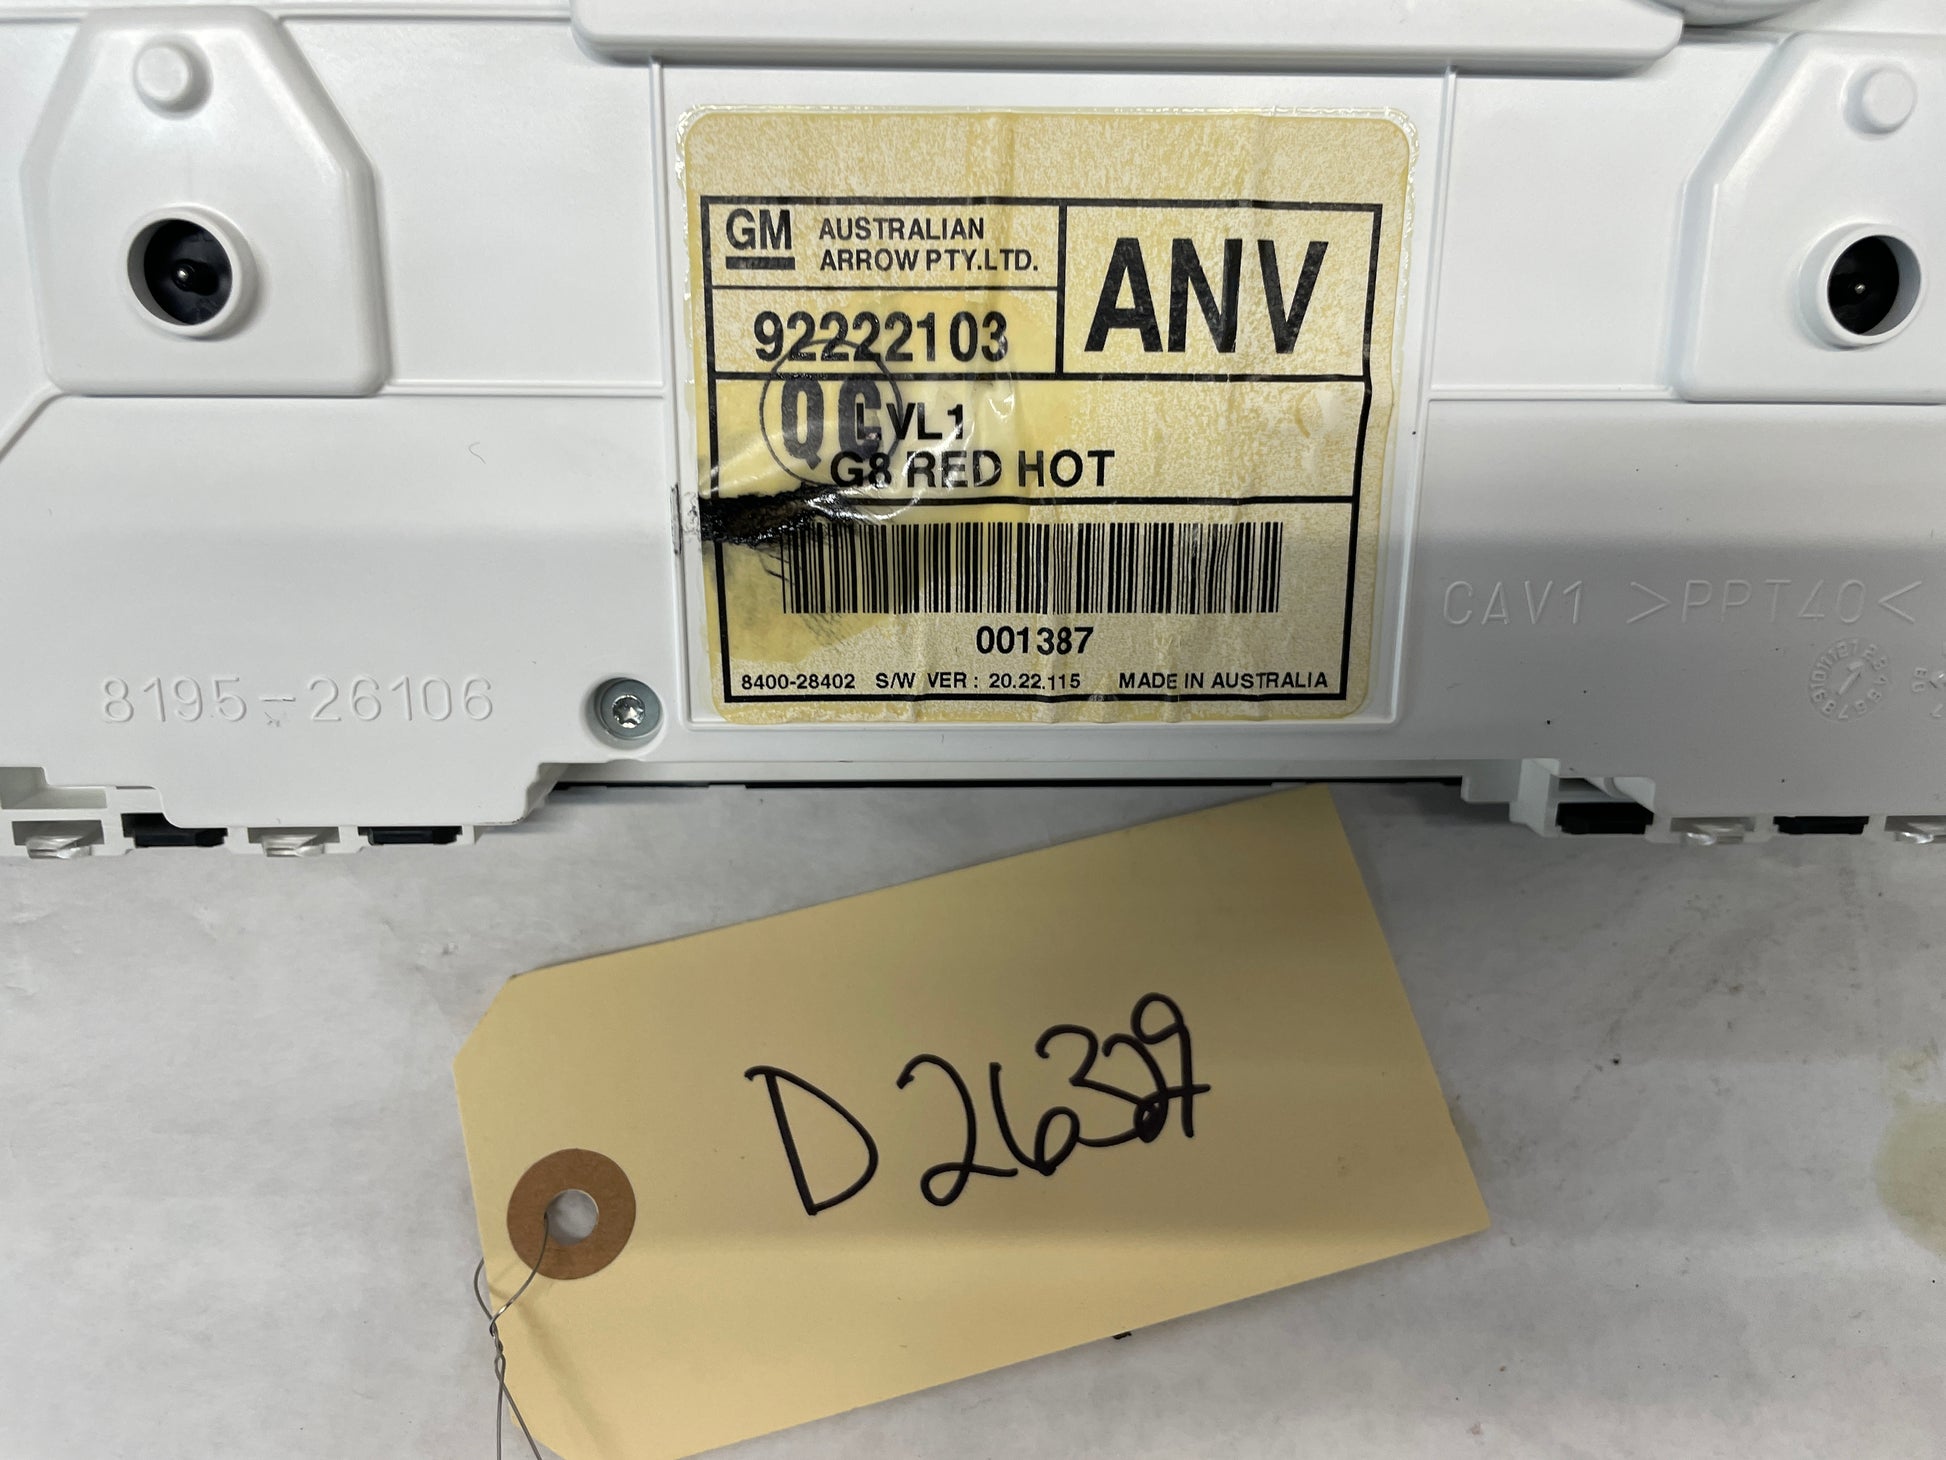 GM AUSTRALIAN
ARROW PTY.LTD.
ANV
92222103
QC
LVL1
G8 RED HOT
001387
8400-28402 S/W VER : 20.22.115 MADE IN AUSTRALIA
CAV1 >PPT40<
8195-26106
D26329